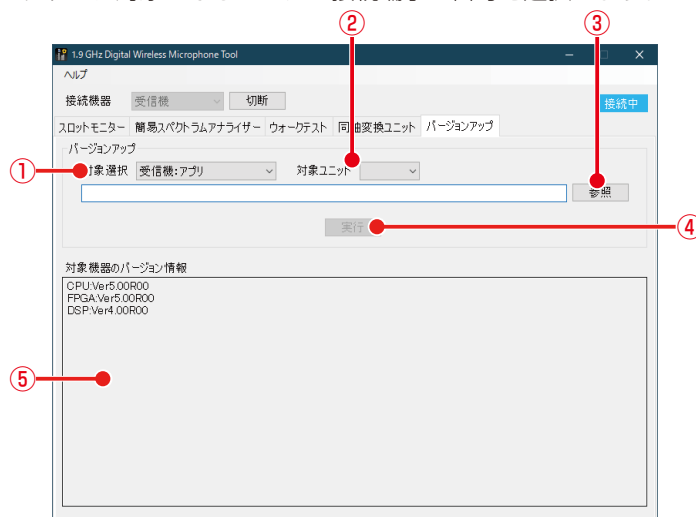 ②
③
1.9 GHz Digital Wireless Microphone Tool
ヘルプ
接続機器 受信機 切断
接続中
スロットモニター 簡易スペクトラムアナライザー ウォークテスト 同軸変換ユニット バージョンアップ
バージョンアップ
① 対象選択 受信機:アプリ 対象ユニット
参照
実行 ④
対象機器のバージョン情報
CPU:Ver5.00R00
FPGA:Ver5.00R00
DSP:Ver4.00R00
⑤